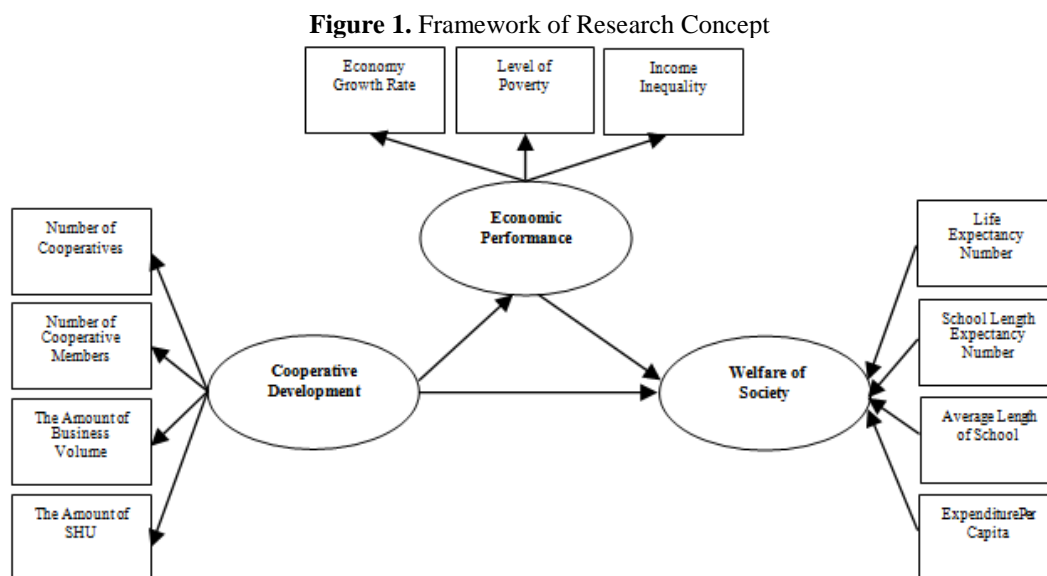 Figure 1. Framework of Research Concept
Economy
Growth Rate
Level of
Poverty
Income
Inequality
Economic
Performance
Number of
Cooperatives
Number of
Cooperative
Members
The Amount of
Business
Volume
The Amount of
SHU
Cooperative
Development
Welfare of
Society
Life
Expectancy
Number
School Length
Expectancy
Number
Average Length
of School
ExpenditurePer
Capita